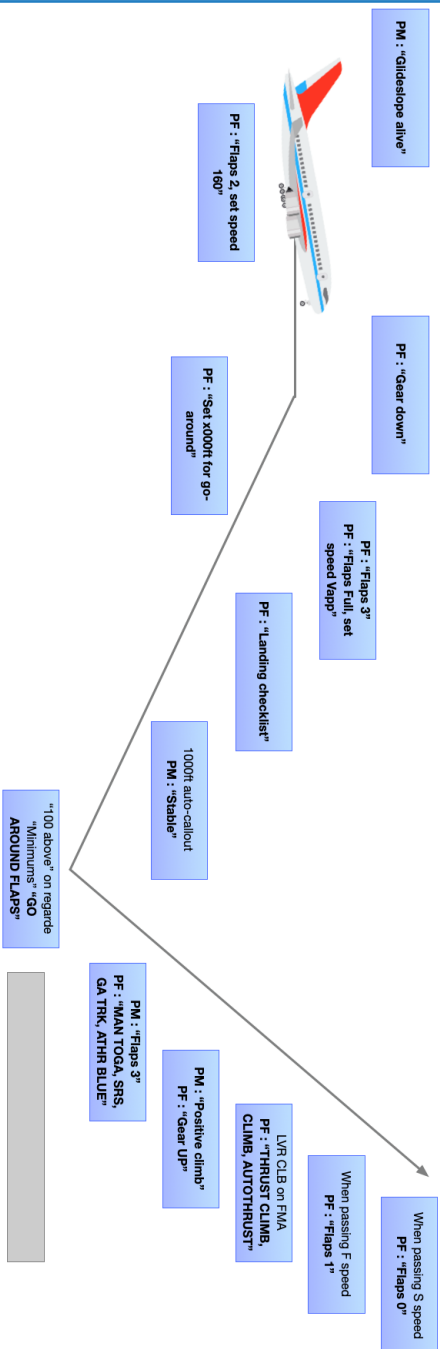 PM : “Glideslope alive”
PF : “Flaps 2, set speed
160”
PF : “Gear down”
PF : “Set x000ft for go-
around”
PF : “Flaps 3”
PF : “Flaps Full, set
speed Vapp”
PF : “Landing checklist”
1000ft auto-callout
PM : “Stable”
“100 above” on regarde
“Minimums” “GO
AROUND FLAPS”
PM : “Flaps 3”
PF : “MAN TOGA, SRS,
GA TRK, ATHR BLUE”
PM : “Positive climb”
PF : “Gear UP”
LVR CLB on FMA
PF : “THRUST CLIMB,
CLIMB, AUTOTHRUST”
When passing F speed
PF : “Flaps 1”
When passing S speed
PF : “Flaps 0”